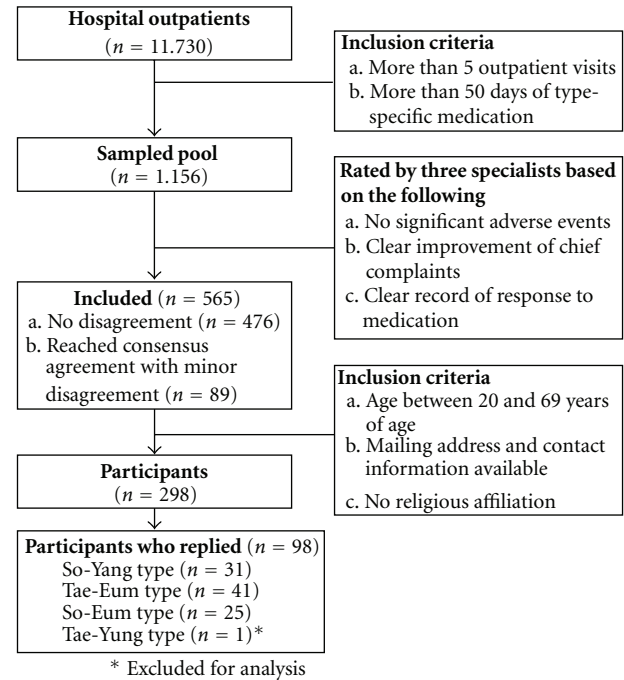 Hospital outpatients
(n = 11.730)
Inclusion criteria
a. More than 5 outpatient visits
b. More than 50 days of type-
specific medication
Sampled pool
(n = 1.156)
Rated by three specialists based
on the following
a. No significant adverse events
b. Clear improvement of chief
complaints
c. Clear record of response to
medication
Included (n = 565)
a. No disagreement (n = 476)
b. Reached consensus
agreement with minor
disagreement (n = 89)
Inclusion criteria
a. Age between 20 and 69 years
of age
b. Mailing address and contact
information available
c. No religious affiliation
Participants
(n = 298)
Participants who replied (n = 98)
So-Yang type (n = 31)
Tae-Eum type (n = 41)
So-Eum type (n = 25)
Tae-Yung type (n = 1)*
* Excluded for analysis